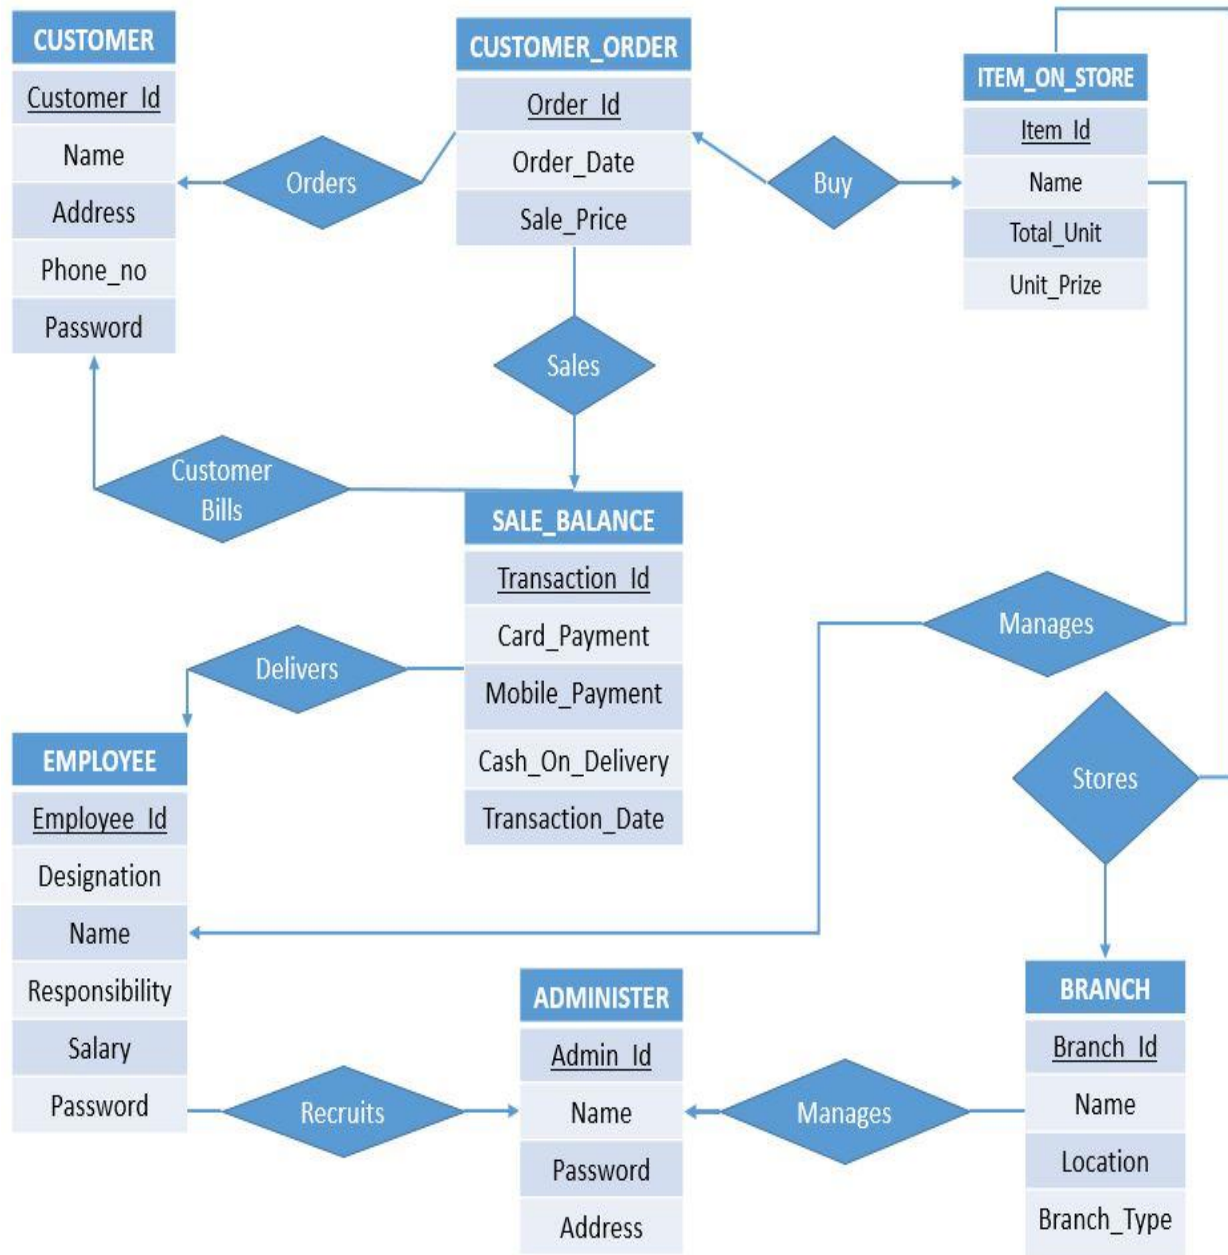 CUSTOMER
Customer_Id
Name
Address
Phone_no
Password
Orders
CUSTOMER_ORDER
Order_Id
Order_Date
Sale_Price
Buy
ITEM_ON_STORE
Item_Id
Name
Total_Unit
Unit_Prize
Sales
Customer
Bills
SALE_BALANCE
Transaction_Id
Card_Payment
Mobile_Payment
Cash_On_Delivery
Transaction_Date
Manages
Delivers
Stores
EMPLOYEE
Employee_Id
Designation
Name
Responsibility
Salary
Password
Recruits
ADMINISTER
Admin_Id
Name
Password
Address
Manages
BRANCH
Branch_Id
Name
Location
Branch_Type